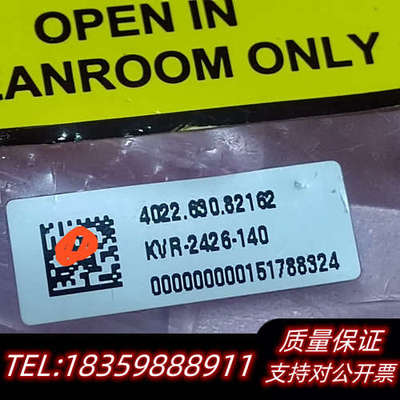 OPEN IN
EANROOM ONLY
4022.630.82162
KVR-2426-140
000000000151788324
质量保证
TEL:18359888911
支持对公开票